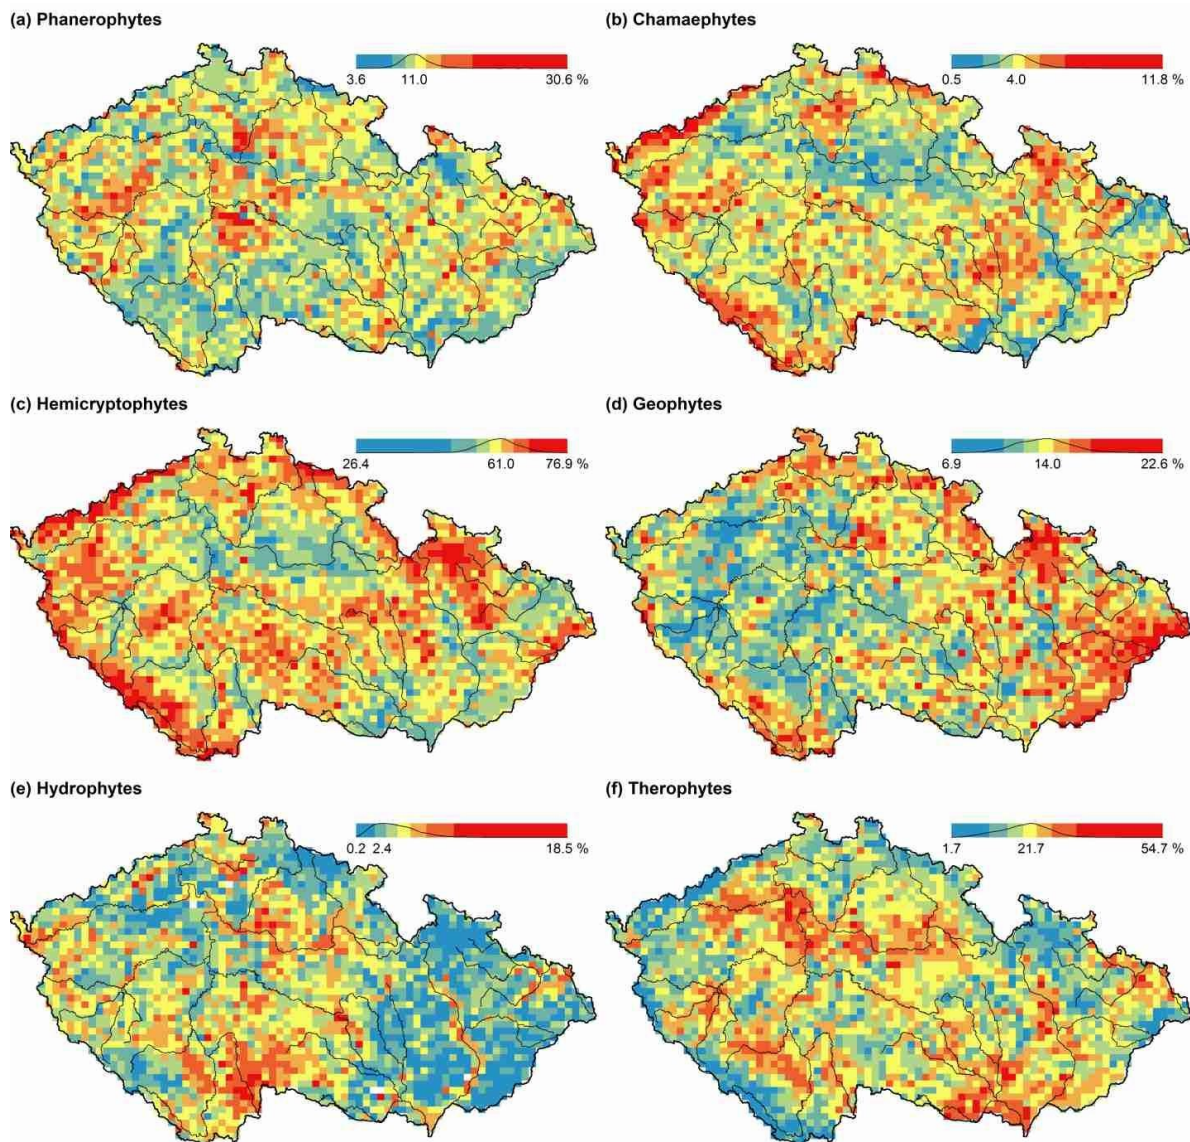 (a) Phanerophytes
3.6 11.0 30.6 %
(b) Chamaephytes
0.5 4.0 11.8 %
(c) Hemicryptophytes
26.4 61.0 76.9 %
(d) Geophytes
6.9 14.0 22.6 %
(e) Hydrophytes
0.2 2.4 18.5 %
(f) Therophytes
1.7 21.7 54.7 %